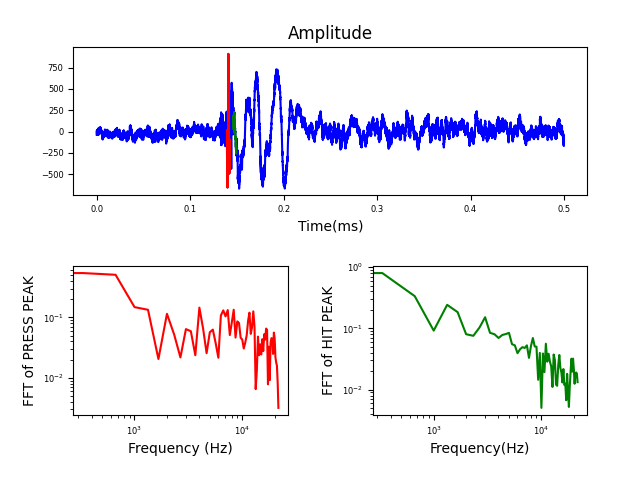 Amplitude
750
500
250
0
−250
−500
0.0 0.1 0.2 0.3 0.4 0.5
Time(ms)
FFT of PRESS PEAK
10⁻¹
10⁻²
10³ 10⁴
Frequency (Hz)
FFT of HIT PEAK
10⁰
10⁻¹
10⁻²
10³ 10⁴
Frequency(Hz)